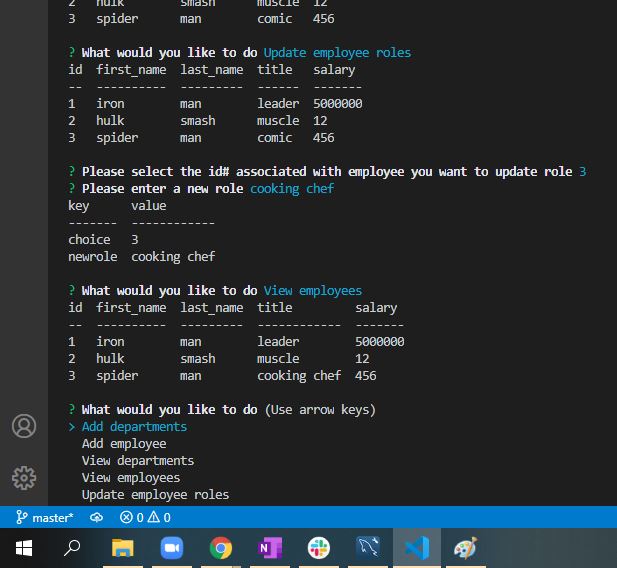 2  hulk        smash      muscle  12
3  spider      man        comic   456
? What would you like to do Update employee roles
id  first_name  last_name  title   salary
--  ----------  ---------  ------  -------
1   iron        man        leader  5000000
2   hulk        smash      muscle  12
3   spider      man        comic   456
? Please select the id# associated with employee you want to update role 3
? Please enter a new role cooking chef
key      value
-------  ------------
choice   3
newrole  cooking chef
? What would you like to do View employees
id  first_name  last_name  title         salary
--  ----------  ---------  ------------  -------
1   iron        man        leader        5000000
2   hulk        smash      muscle        12
3   spider      man        cooking chef  456
? What would you like to do (Use arrow keys)
> Add departments
Add employee
View departments
View employees
Update employee roles
master* 0 0
N